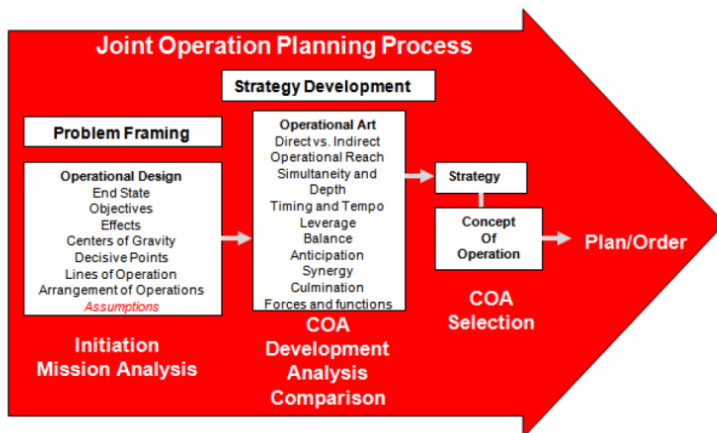 Joint Operation Planning Process
Strategy Development
Problem Framing
Operational Design
End State
Objectives
Effects
Centers of Gravity
Decisive Points
Lines of Operation
Arrangement of Operations
Assumptions
Initiation
Mission Analysis
Operational Art
Direct vs. Indirect
Operational Reach
Simultaneity and
Depth
Timing and Tempo
Leverage
Balance
Anticipation
Synergy
Culmination
Forces and functions
COA
Development
Analysis
Comparison
Strategy
Concept
Of
Operation
COA
Selection
Plan/Order